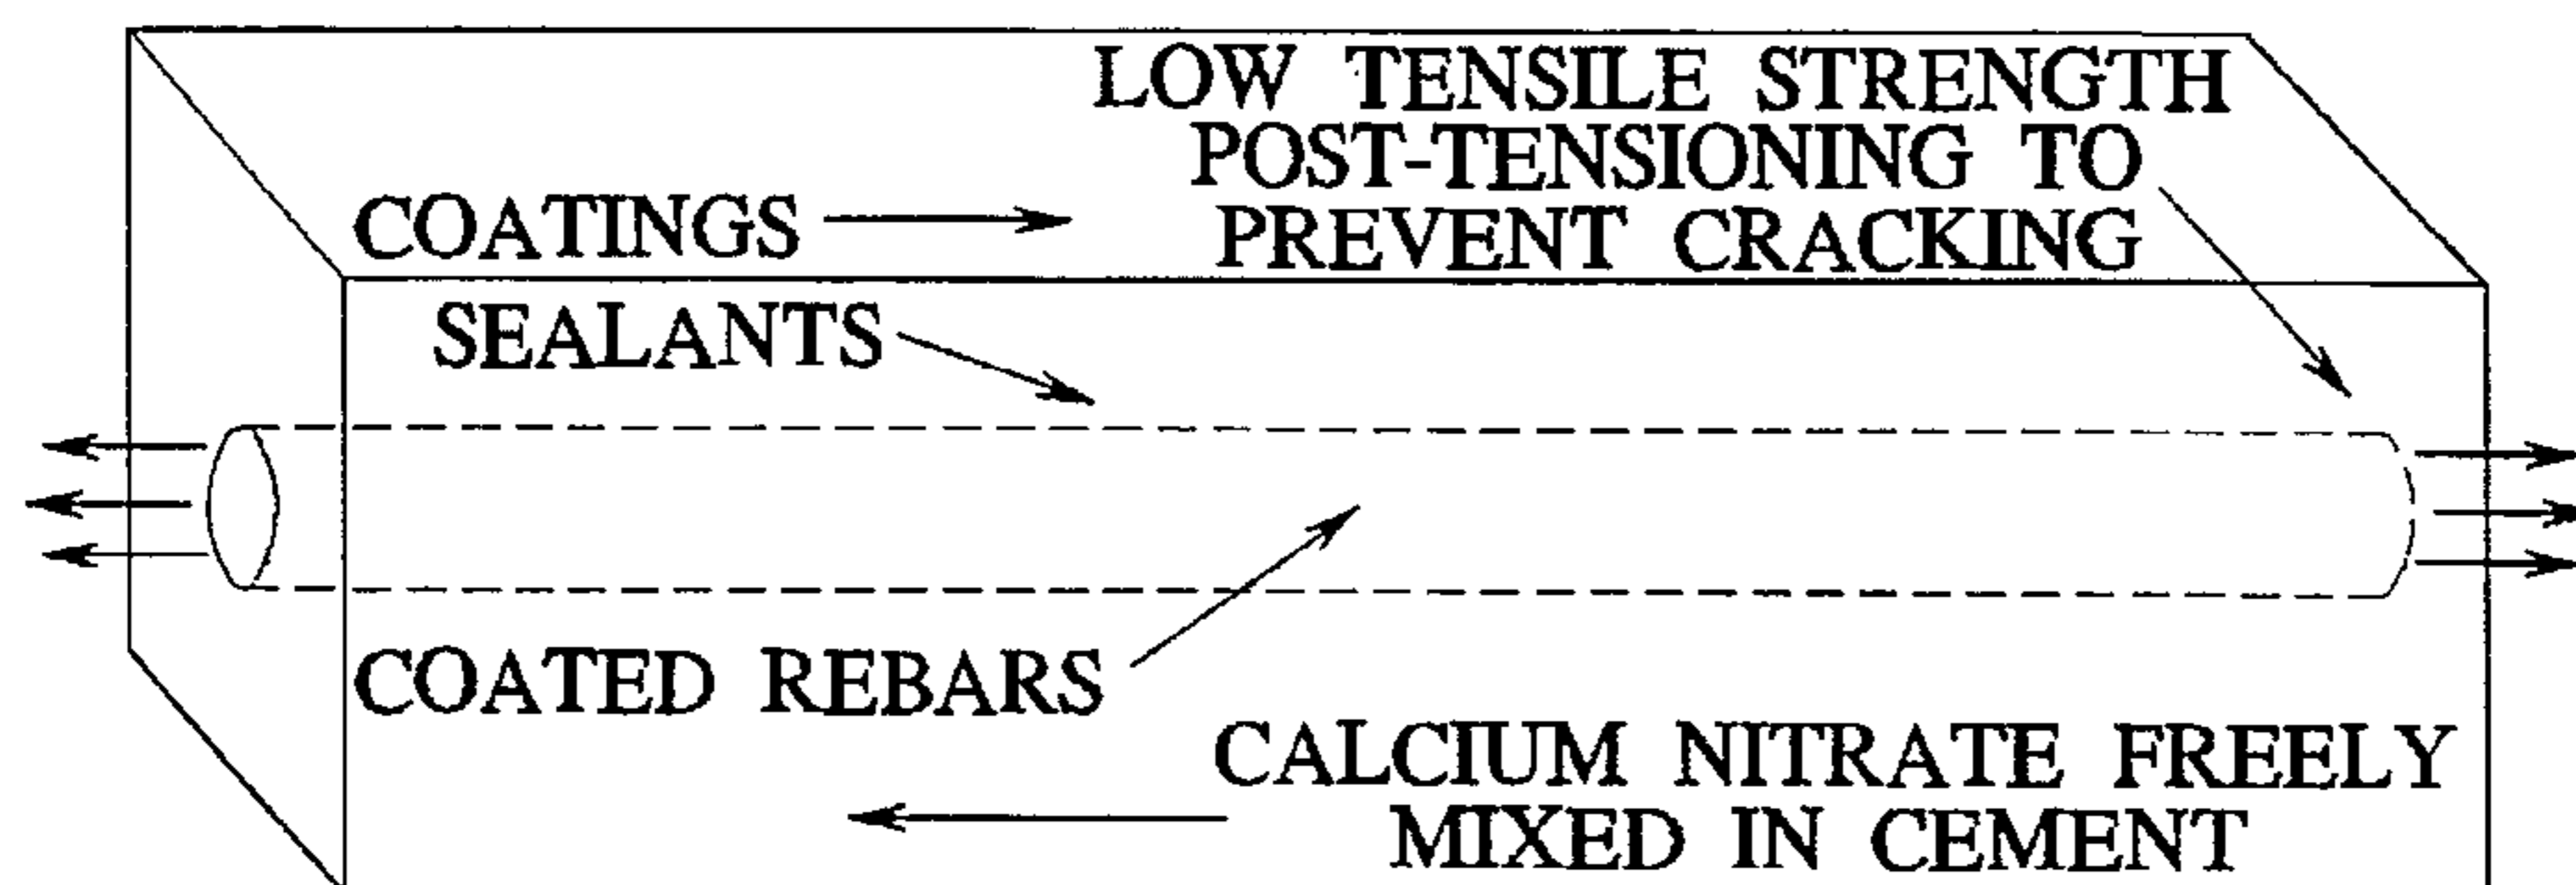 LOW TENSILE STRENGTH
POST-TENSIONING TO
PREVENT CRACKING
COATINGS
SEALANTS
COATED REBARS
CALCIUM NITRATE FREELY
MIXED IN CEMENT